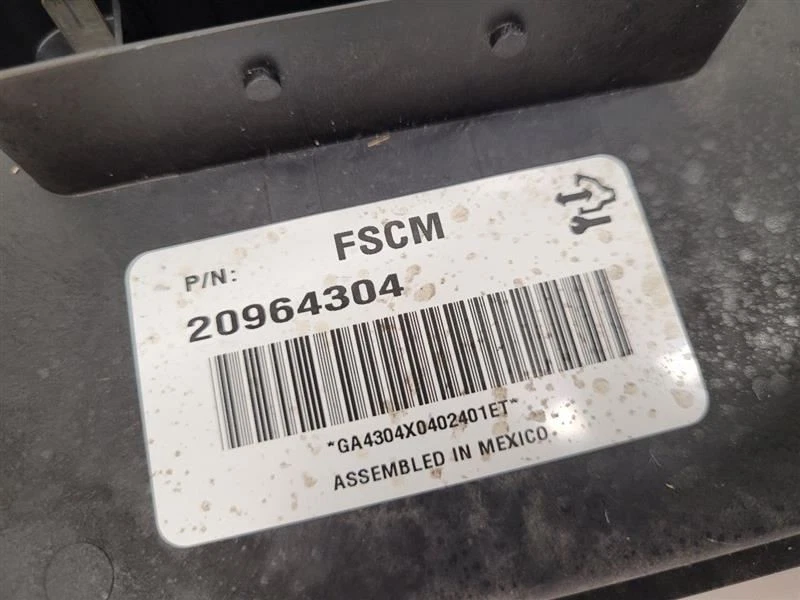 FSCM
P/N:
20964304
*GA4304X0402401ET*
ASSEMBLED IN MEXICO